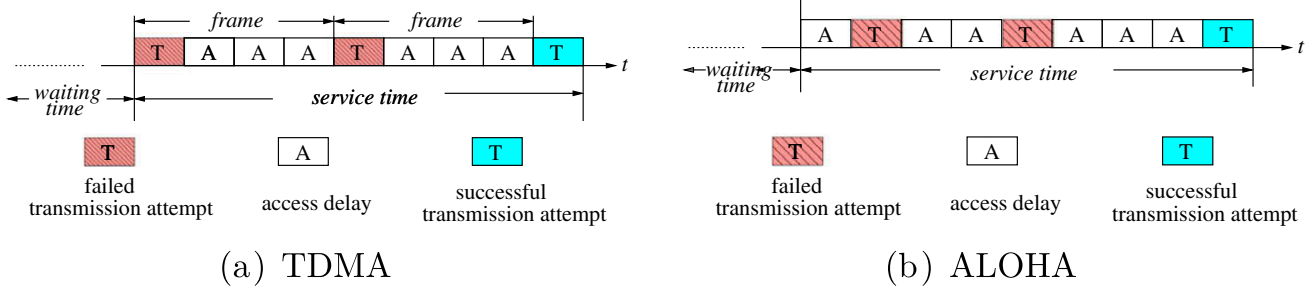 frame frame
T A A A T A A A T
t
waiting
time
service time
T A T
failed
transmission attempt
access delay
successful
transmission attempt
(a) TDMA
A T A A T A A A T
t
waiting
time
service time
T A T
failed
transmission attempt
access delay
successful
transmission attempt
(b) ALOHA